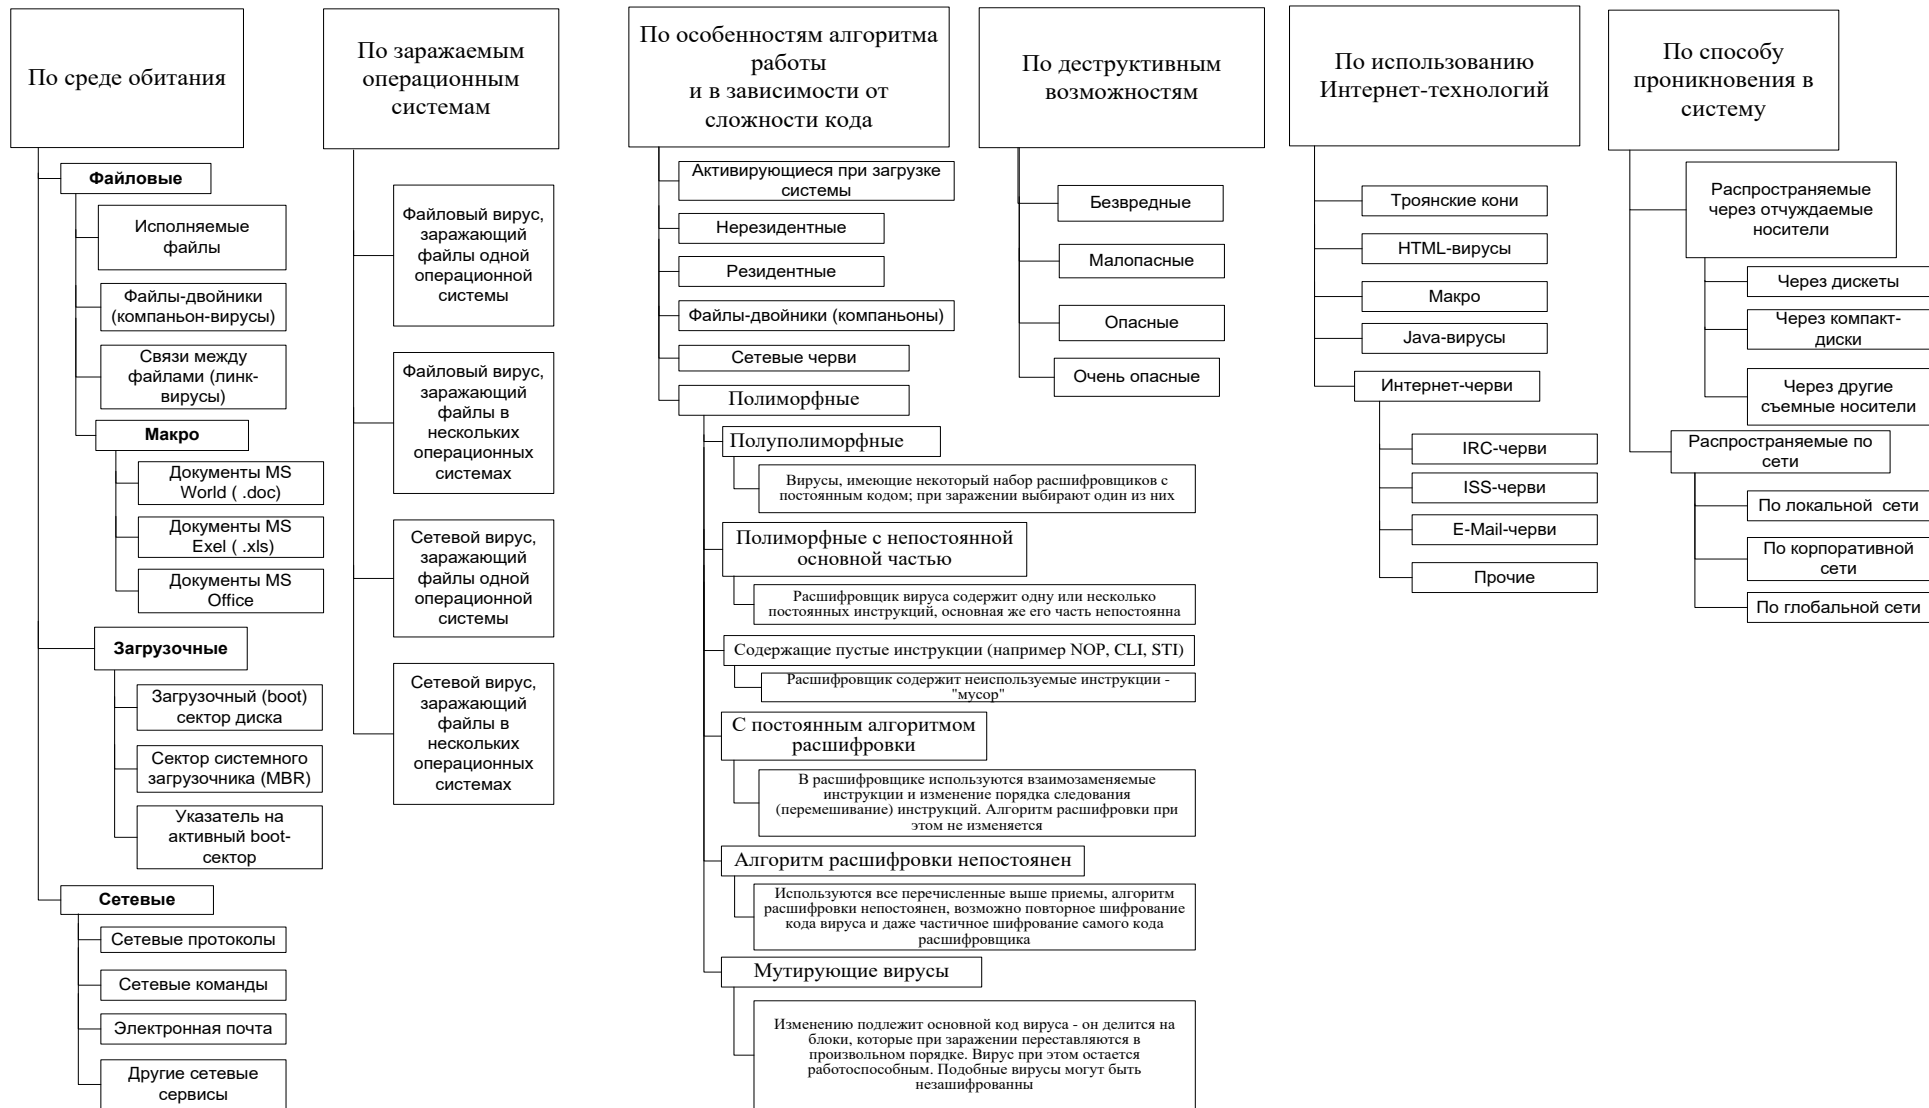 По среде обитания
Файловые
Исполняемые
файлы
Файлы-двойники
(компаньон-вирусы)
Связи между
файлами (линк-
вирусы)
Макро
Документы MS
World ( .doc)
Документы MS
Exel ( .xls)
Документы MS
Office
Загрузочные
Загрузочный (boot)
сектор диска
Сектор системного
загрузочника (MBR)
Указатель на
активный boot-
сектор
Сетевые
Сетевые протоколы
Сетевые команды
Электронная почта
Другие сетевые
сервисы
По заражаемым
операционным
системам
Файловый вирус,
заражающий
файлы одной
операционной
системы
Файловый вирус,
заражающий
файлы в
нескольких
операционных
системах
Сетевой вирус,
заражающий
файлы одной
операционной
системы
Сетевой вирус,
заражающий
файлы в
нескольких
операционных
системах
По особенностям алгоритма
работы
и в зависимости от
сложности кода
Активирующиеся при загрузке
системы
Нерезидентные
Резидентные
Файлы-двойники (компаньоны)
Сетевые черви
Полиморфные
Полуполиморфные
Вирусы, имеющие некоторый набор расшифровщиков с
постоянным кодом; при заражении выбирают один из них
Полиморфные с непостоянной
основной частью
Расшифровщик вируса содержит одну или несколько
постоянных инструкций, основная же его часть непостоянна
Содержащие пустые инструкции (например NOP, CLI, STI)
Расшифровщик содержит неиспользуемые инструкции -
"мусор"
С постоянным алгоритмом
расшифровки
В расшифровщике используются взаимозаменяемые
инструкции и изменение порядка следования
(перемешивание) инструкций. Алгоритм расшифровки при
этом не изменяется
Алгоритм расшифровки непостоянен
Используются все перечисленные выше приемы, алгоритм
расшифровки непостоянен, возможно повторное шифрование
кода вируса и даже частичное шифрование самого кода
расшифровщика
Мутирующие вирусы
Изменению подлежит основной код вируса - он делится на
блоки, которые при заражении переставляются в
произвольном порядке. Вирус при этом остается
работоспособным. Подобные вирусы могут быть
незашифрованны
По деструктивным
возможностям
Безвредные
Малопасные
Опасные
Очень опасные
По использованию
Интернет-технологий
Троянские кони
HTML-вирусы
Макро
Java-вирусы
Интернет-черви
IRC-черви
ISS-черви
E-Mail-черви
Прочие
По способу
проникновения в
систему
Распространяемые
через отчуждаемые
носители
Через дискеты
Через компакт-
диски
Через другие
съемные носители
Распространяемые по
сети
По локальной сети
По корпоративной
сети
По глобальной сети